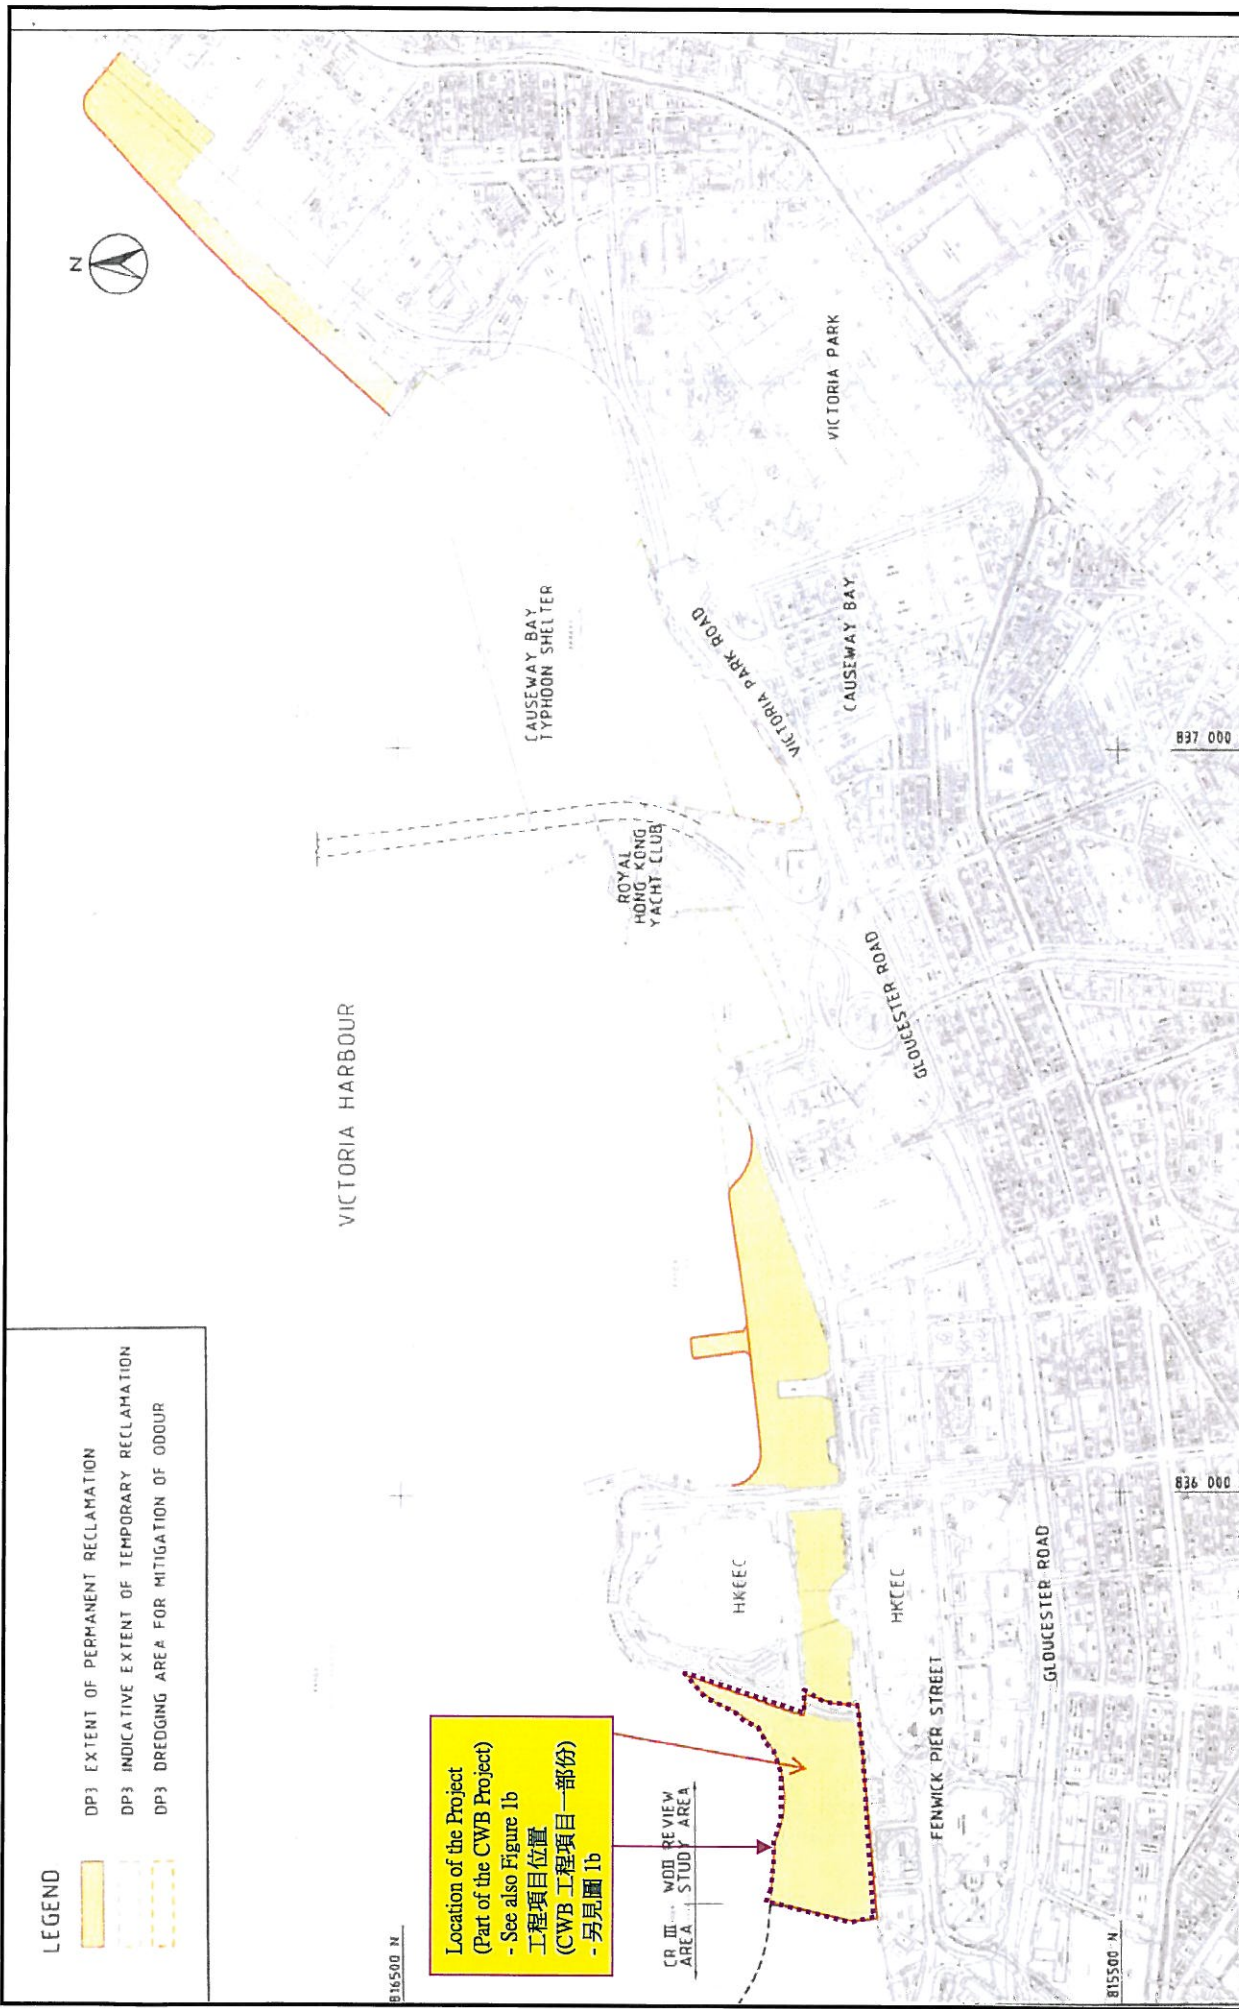 LEGEND
DP3 EXTENT OF PERMANENT RECLAMATION
DP3 INDICATIVE EXTENT OF TEMPORARY RECLAMATION
DP3 DREDGING AREA FOR MITIGATION OF ODOUR
N
816500 N
VICTORIA HARBOUR
CAUSEWAY BAY
TYPHOON SHELTER
ROYAL
HONG KONG
YACHT CLUB
VICTORIA PARK ROAD
VICTORIA PARK
CAUSEWAY BAY
GLOUCESTER ROAD
Location of the Project
(Part of the CWB Project)
- See also Figure 1b
工程項目位置
(CWB 工程項目一部份)
- 另見圖 1b
CR III
AREA
WDII REVIEW
STUDY AREA
HKCEC
HKCEC
FENWICK PIER STREET
GLOUCESTER ROAD
815500 N
836 000
837 000